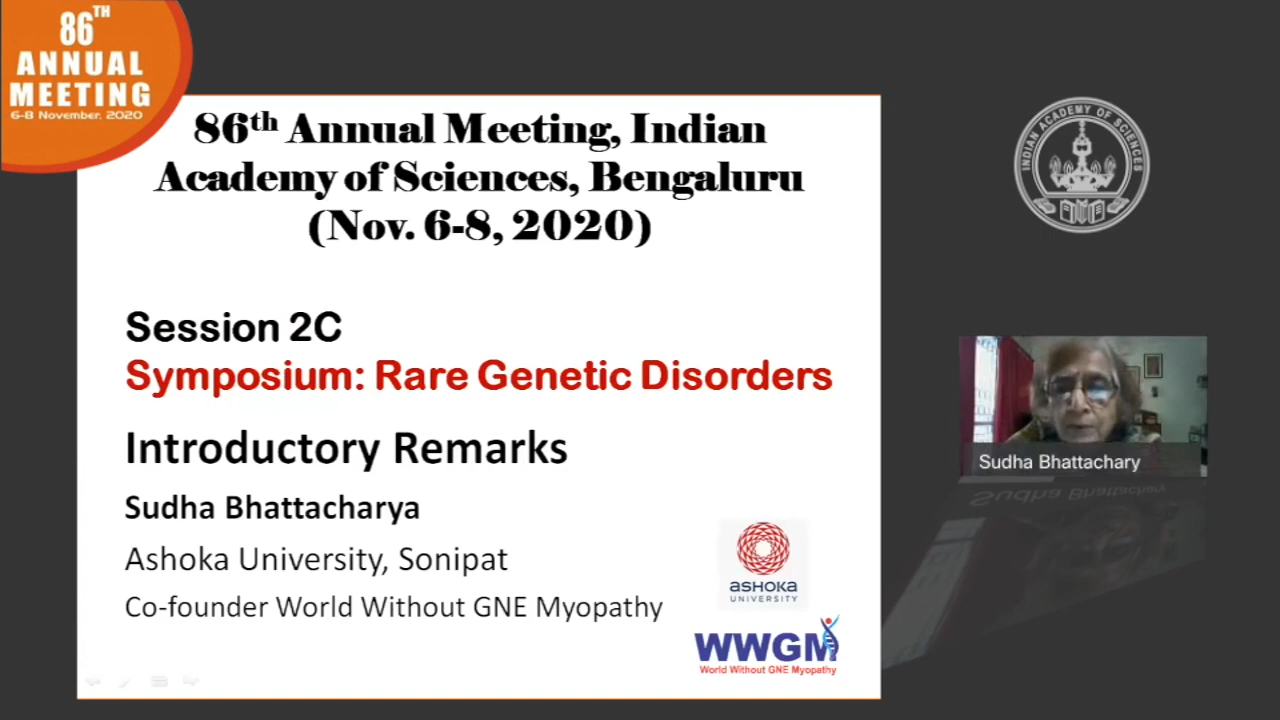 86TH
ANNUAL
MEETING
6-8 November. 2020
86th Annual Meeting, Indian
Academy of Sciences, Bengaluru
(Nov. 6-8, 2020)
Session 2C
Symposium: Rare Genetic Disorders
Introductory Remarks
Sudha Bhattacharya
Ashoka University, Sonipat
Co-founder World Without GNE Myopathy
ASHOKA
UNIVERSITY
WWGM
World Without GNE Myopathy
INDIAN ACADEMY OF SCIENCES
Sudha Bhattachary
Sudha Bhattachary